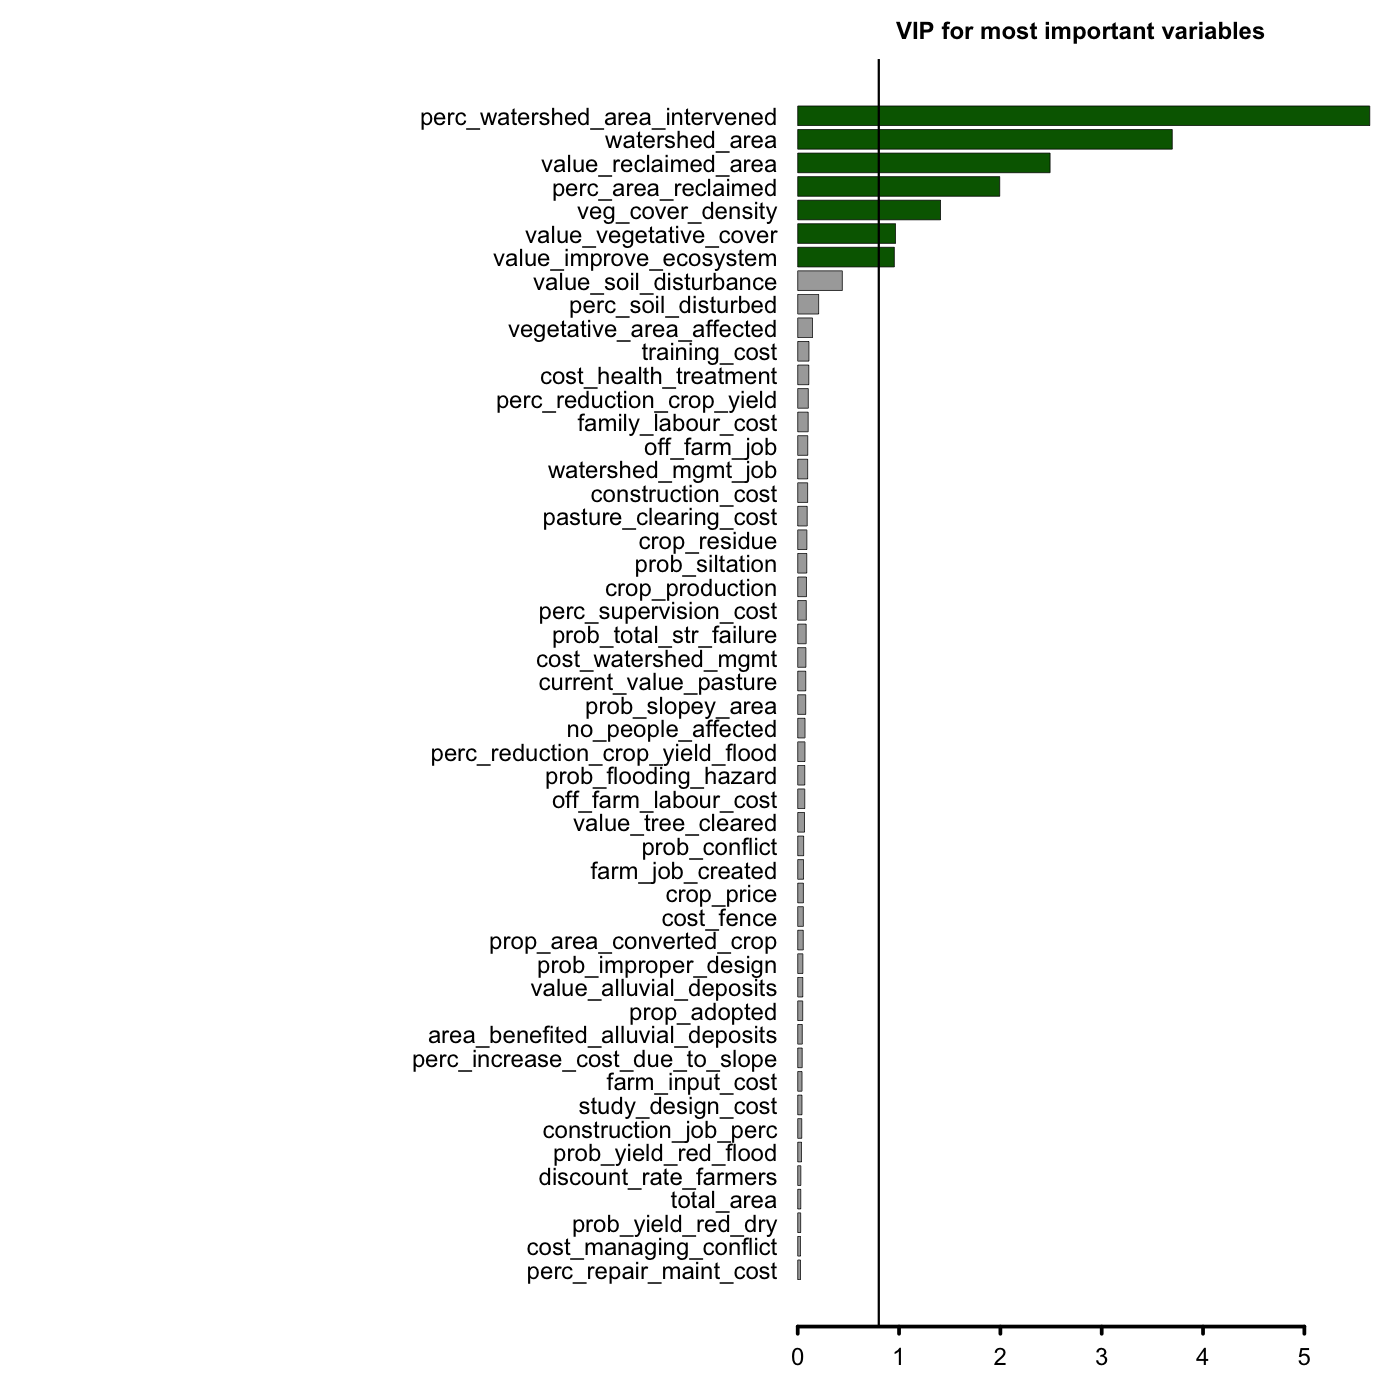 VIP for most important variables
perc_watershed_area_intervened
watershed_area
value_reclaimed_area
perc_area_reclaimed
veg_cover_density
value_vegetative_cover
value_improve_ecosystem
value_soil_disturbance
perc_soil_disturbed
vegetative_area_affected
training_cost
cost_health_treatment
perc_reduction_crop_yield
family_labour_cost
off_farm_job
watershed_mgmt_job
construction_cost
pasture_clearing_cost
crop_residue
prob_siltation
crop_production
perc_supervision_cost
prob_total_str_failure
cost_watershed_mgmt
current_value_pasture
prob_slopey_area
no_people_affected
perc_reduction_crop_yield_flood
prob_flooding_hazard
off_farm_labour_cost
value_tree_cleared
prob_conflict
farm_job_created
crop_price
cost_fence
prop_area_converted_crop
prob_improper_design
value_alluvial_deposits
prop_adopted
area_benefited_alluvial_deposits
perc_increase_cost_due_to_slope
farm_input_cost
study_design_cost
construction_job_perc
prob_yield_red_flood
discount_rate_farmers
total_area
prob_yield_red_dry
cost_managing_conflict
perc_repair_maint_cost
0 1 2 3 4 5